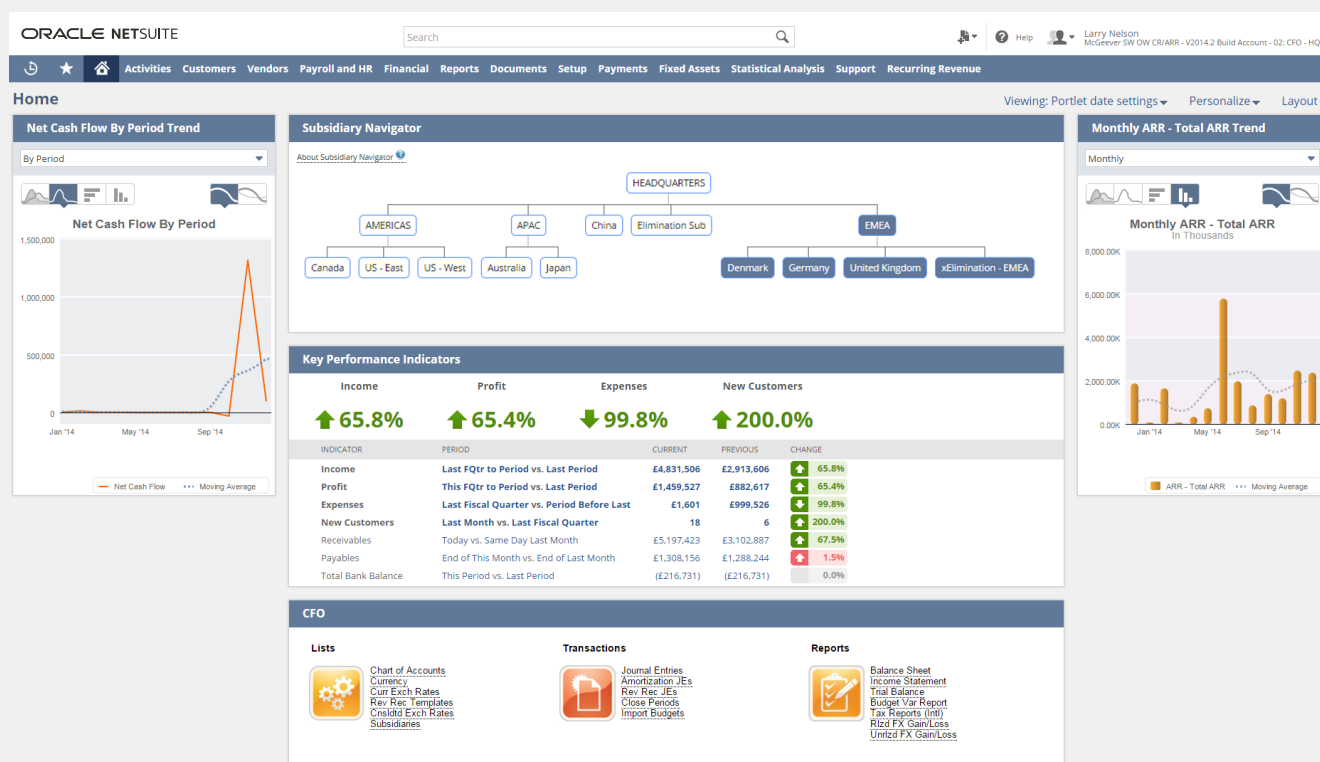 ORACLE NETSUITE
Search
Help
Larry Nelson
McGeever SW OW CR/ARR - V2014.2 Build Account - 02: CFO - HQ
Activities Customers Vendors Payroll and HR Financial Reports Documents Setup Payments Fixed Assets Statistical Analysis Support Recurring Revenue
Home
Viewing: Portlet date settings Personalize Layout
Net Cash Flow By Period Trend
By Period
Net Cash Flow By Period
1,500,000
1,000,000
500,000
0
Jan '14 May '14 Sep '14
Net Cash Flow Moving Average
Subsidiary Navigator
About Subsidiary Navigator ?
HEADQUARTERS
AMERICAS APAC China Elimination Sub EMEA
Canada US - East US - West Australia Japan Denmark Germany United Kingdom xElimination - EMEA
Key Performance Indicators
Income Profit Expenses New Customers
65.8% 65.4% 99.8% 200.0%
INDICATOR PERIOD CURRENT PREVIOUS CHANGE
Income Last FQtr to Period vs. Last Period £4,831,506 £2,913,606 65.8%
Profit This FQtr to Period vs. Last Period £1,459,527 £882,617 65.4%
Expenses Last Fiscal Quarter vs. Period Before Last £1,601 £999,526 99.8%
New Customers Last Month vs. Last Fiscal Quarter 18 6 200.0%
Receivables Today vs. Same Day Last Month £5,197,423 £3,102,887 67.5%
Payables End of This Month vs. End of Last Month £1,308,156 £1,288,244 1.5%
Total Bank Balance This Period vs. Last Period (£216,731) (£216,731) 0.0%
CFO
Lists
Chart of Accounts
Currency
Curr Exch Rates
Rev Rec Templates
Cnsldtd Exch Rates
Subsidiaries
Transactions
Journal Entries
Amortization JEs
Rev Rec JEs
Close Periods
Import Budgets
Reports
Balance Sheet
Income Statement
Trial Balance
Budget Var Report
Tax Reports (Intl)
Rlzd FX Gain/Loss
Unrlzd FX Gain/Loss
Monthly ARR - Total ARR Trend
Monthly
Monthly ARR - Total ARR
In Thousands
8,000.00K
6,000.00K
4,000.00K
2,000.00K
0.00K
Jan '14 May '14 Sep '14
ARR - Total ARR Moving Average